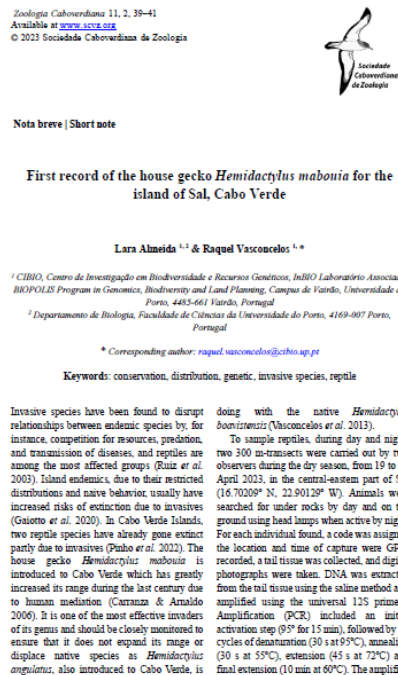 Zoologia Caboverdiana 11, 2, 39–41
Available at www.scvz.org
© 2023 Sociedade Caboverdiana de Zoologia
Sociedade
Caboverdiana
de Zoologia
Nota breve | Short note
First record of the house gecko Hemidactylus mabouia for the
island of Sal, Cabo Verde
Lara Almeida 1, 2 & Raquel Vasconcelos 1, *
1 CIBIO, Centro de Investigação em Biodiversidade e Recursos Genéticos, InBIO Laboratório Associa
BIOPOLIS Program in Genomics, Biodiversity and Land Planning, Campus de Vairão, Universidade d
Porto, 4485-661 Vairão, Portugal
2 Departamento de Biologia, Faculdade de Ciências da Universidade do Porto, 4169-007 Porto,
Portugal
* Corresponding author: raquel.vasconcelos@cibio.up.pt
Keywords: conservation, distribution, genetic, invasive species, reptile
Invasive species have been found to disrupt
relationships between endemic species by, for
instance, competition for resources, predation,
and transmission of diseases, and reptiles are
among the most affected groups (Ruiz et al.
2003). Island endemics, due to their restricted
distributions and naive behavior, usually have
increased risks of extinction due to invasives
(Gaiotto et al. 2020). In Cabo Verde Islands,
two reptile species have already gone extinct
partly due to invasives (Pinho et al. 2022). The
house gecko Hemidactylus mabouia is
introduced to Cabo Verde which has greatly
increased its range during the last century due
to human mediation (Carranza & Arnaldo
2006). It is one of the most effective invaders
of its genus and should be closely monitored to
ensure that it does not expand its range or
displace native species as Hemidactylus
angulatus, also introduced to Cabo Verde, is
doing with the native Hemidacty
boavistensis (Vasconcelos et al. 2013).
To sample reptiles, during day and nig
two 300 m-transects were carried out by tw
observers during the dry season, from 19 to
April 2023, in the central-eastern part of S
(16.70209° N, 22.90129° W). Animals we
searched for under rocks by day and on t
ground using head lamps when active by nig
For each individual found, a code was assign
the location and time of capture were GP
recorded, a tail tissue was collected, and digi
photographs were taken. DNA was extract
from the tail tissue using the saline method a
amplified using the universal 12S prime
Amplification (PCR) included an initi
activation step (95° for 15 min), followed by
cycles of denaturation (30 s at 95°C), anneali
(30 s at 55°C), extension (45 s at 72°C) a
final extension (10 min at 60°C). The amplifi